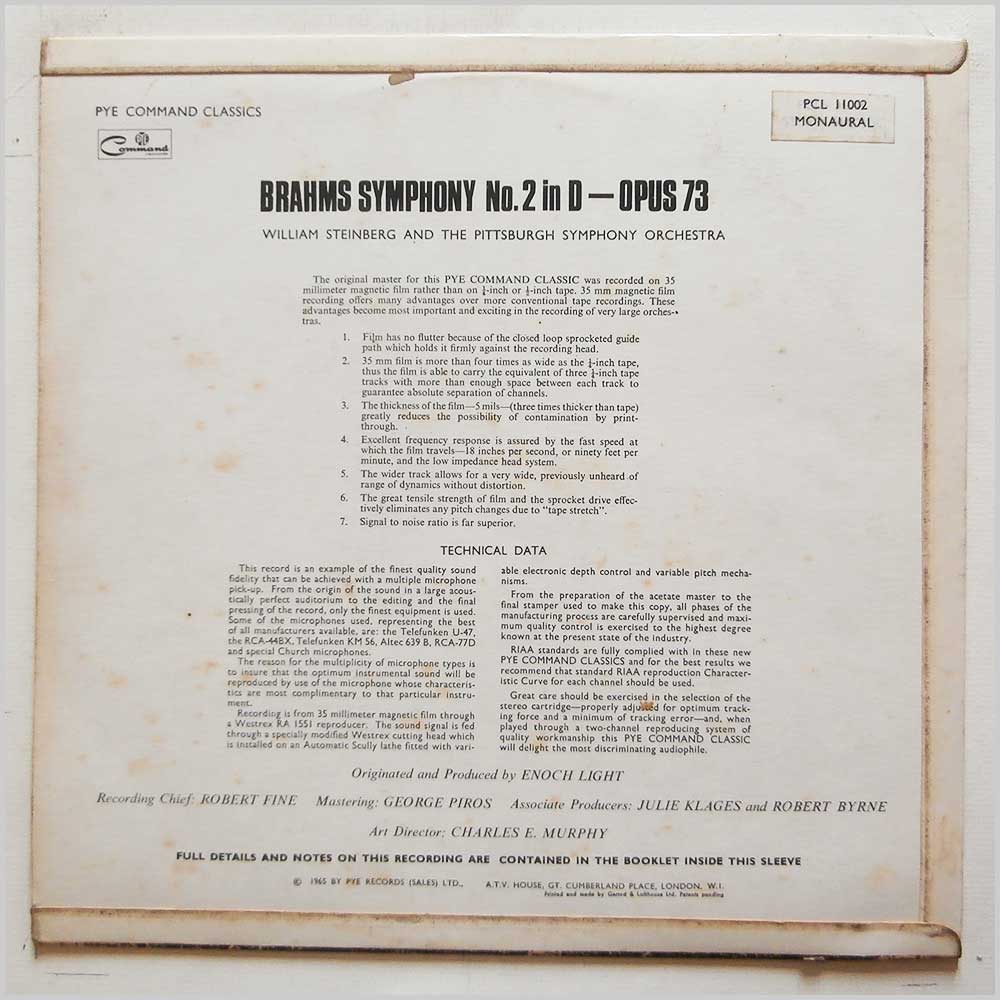 PYE COMMAND CLASSICS
PYE
Command
PCL 11002
MONAURAL
BRAHMS SYMPHONY No. 2 in D — OPUS 73
WILLIAM STEINBERG AND THE PITTSBURGH SYMPHONY ORCHESTRA
The original master for this PYE COMMAND CLASSIC was recorded on 35
millimeter magnetic film rather than on ¼-inch or ½-inch tape. 35 mm magnetic film
recording offers many advantages over more conventional tape recordings. These
advantages become most important and exciting in the recording of very large orches-
tras.
1. Film has no flutter because of the closed loop sprocketed guide
path which holds it firmly against the recording head.
2. 35 mm film is more than four times as wide as the ¼-inch tape,
thus the film is able to carry the equivalent of three ¼-inch tape
tracks with more than enough space between each track to
guarantee absolute separation of channels.
3. The thickness of the film—5 mils—(three times thicker than tape)
greatly reduces the possibility of contamination by print-
through.
4. Excellent frequency response is assured by the fast speed at
which the film travels—18 inches per second, or ninety feet per
minute, and the low impedance head system.
5. The wider track allows for a very wide, previously unheard of
range of dynamics without distortion.
6. The great tensile strength of film and the sprocket drive effec-
tively eliminates any pitch changes due to "tape stretch".
7. Signal to noise ratio is far superior.
TECHNICAL DATA
This record is an example of the finest quality sound
fidelity that can be achieved with a multiple microphone
pick-up. From the origin of the sound in a large acous-
tically perfect auditorium to the editing and the final
pressing of the record, only the finest equipment is used.
Some of the microphones used, representing the best
of all manufacturers available, are: the Telefunken U-47,
the RCA-44BX, Telefunken KM 56, Altec 639 B, RCA-77D
and special Church microphones.
The reason for the multiplicity of microphone types is
to insure that the optimum instrumental sound will be
reproduced by use of the microphone whose characteris-
tics are most complimentary to that particular instru-
ment.
Recording is from 35 millimeter magnetic film through
a Westrex RA 1551 reproducer. The sound signal is fed
through a specially modified Westrex cutting head which
is installed on an Automatic Scully lathe fitted with vari-
able electronic depth control and variable pitch mecha-
nisms.
From the preparation of the acetate master to the
final stamper used to make this copy, all phases of the
manufacturing process are carefully supervised and maxi-
mum quality control is exercised to the highest degree
known at the present state of the industry.
RIAA standards are fully complied with in these new
PYE COMMAND CLASSICS and for the best results we
recommend that standard RIAA reproduction Character-
istic Curve for each channel should be used.
Great care should be exercised in the selection of the
stereo cartridge—properly adjusted for optimum track-
ing force and a minimum of tracking error—and, when
played through a two-channel reproducing system of
quality workmanship this PYE COMMAND CLASSIC
will delight the most discriminating audiophile.
Originated and Produced by ENOCH LIGHT
Recording Chief: ROBERT FINE Mastering: GEORGE PIROS Associate Producers: JULIE KLAGES and ROBERT BYRNE
Art Director: CHARLES E. MURPHY
FULL DETAILS AND NOTES ON THIS RECORDING ARE CONTAINED IN THE BOOKLET INSIDE THIS SLEEVE
© 1965 BY PYE RECORDS (SALES) LTD., A.T.V. HOUSE, GT. CUMBERLAND PLACE, LONDON, W.1.
Printed and made by Garrod & Lofthouse Ltd. Patents pending